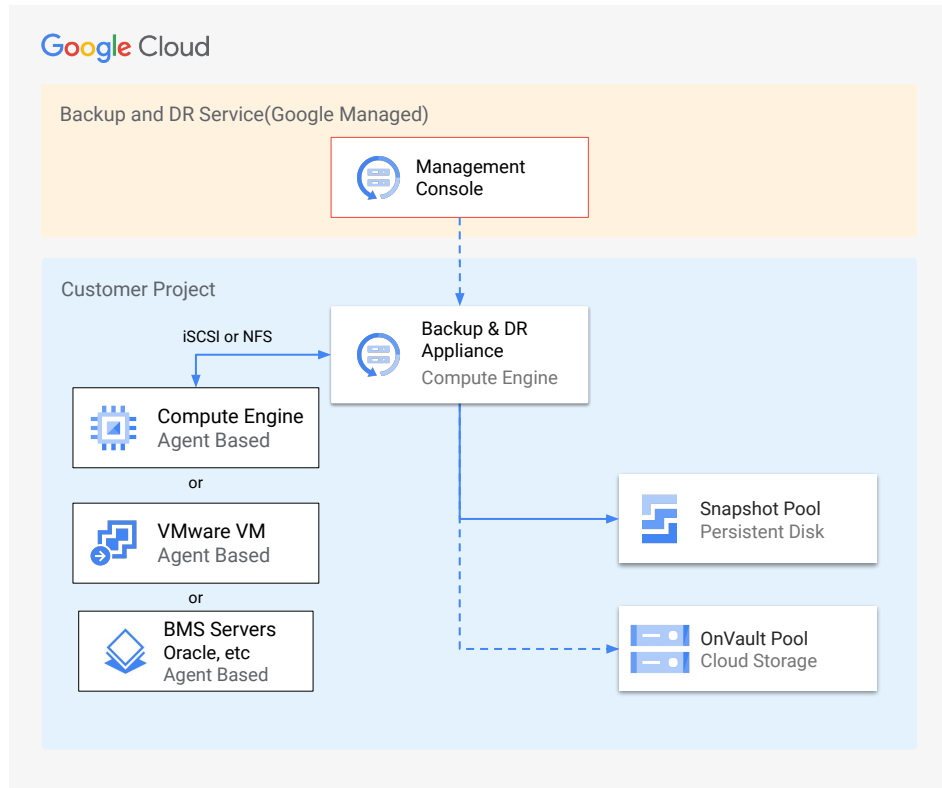 Google Cloud
Backup and DR Service(Google Managed)
Management
Console
Customer Project
iSCSI or NFS
Backup & DR
Appliance
Compute Engine
Compute Engine
Agent Based
or
VMware VM
Agent Based
or
BMS Servers
Oracle, etc
Agent Based
Snapshot Pool
Persistent Disk
OnVault Pool
Cloud Storage